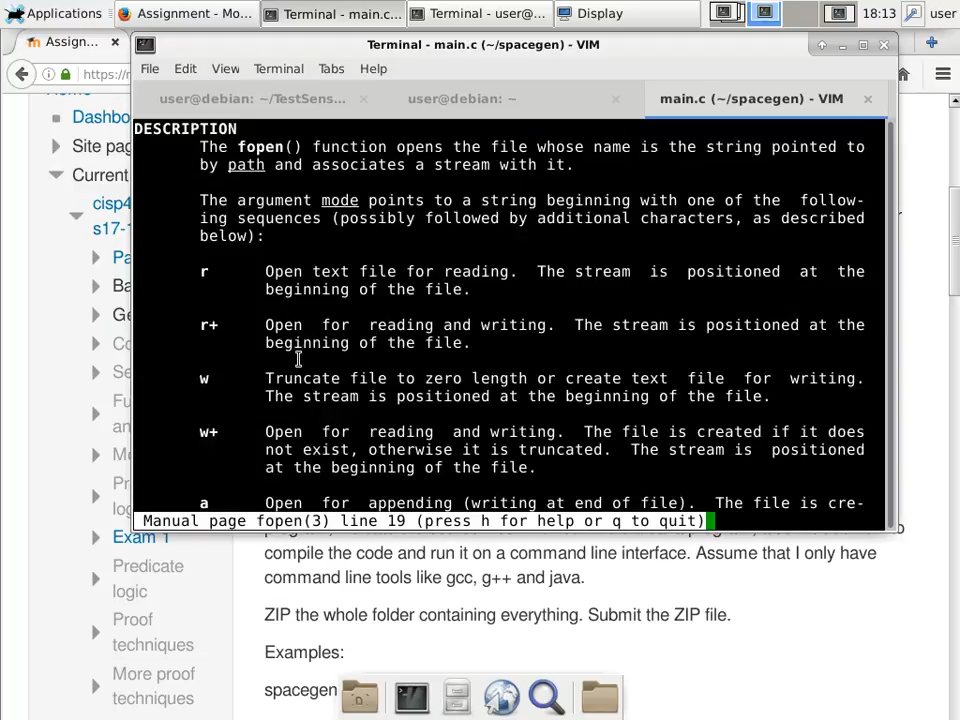 Applications
Assignment - Mo...
Terminal - main.c...
Terminal - user@...
Display
18:13
user
Assign...
https://
Terminal - main.c (~/spacegen) - VIM
File Edit View Terminal Tabs Help
user@debian: ~/TestSens...
user@debian: ~
main.c (~/spacegen) - VIM
Dashbo
Site pag
Current
cisp4
s17-1
Pa
Ba
Ge
Co
Se
Fu
an
Mo
Pr
log
Exam 1
Predicate
logic
Proof
techniques
More proof
techniques
DESCRIPTION
The fopen() function opens the file whose name is the string pointed to
by path and associates a stream with it.
The argument mode points to a string beginning with one of the follow-
ing sequences (possibly followed by additional characters, as described
below):
r Open text file for reading. The stream is positioned at the
beginning of the file.
r+ Open for reading and writing. The stream is positioned at the
beginning of the file.
w Truncate file to zero length or create text file for writing.
The stream is positioned at the beginning of the file.
w+ Open for reading and writing. The file is created if it does
not exist, otherwise it is truncated. The stream is positioned
at the beginning of the file.
a Open for appending (writing at end of file). The file is cre-
Manual page fopen(3) line 19 (press h for help or q to quit)
compile the code and run it on a command line interface. Assume that I only have
command line tools like gcc, g++ and java.
ZIP the whole folder containing everything. Submit the ZIP file.
Examples:
spacegen